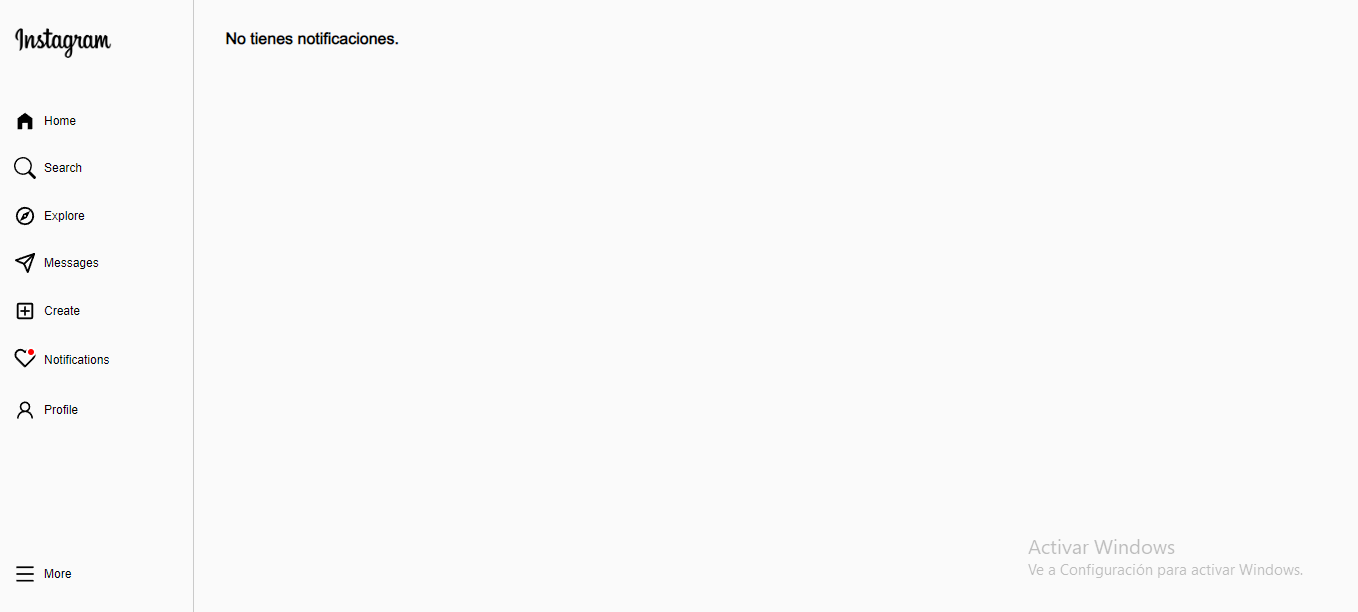 Instagram
No tienes notificaciones.
Home
Search
Explore
Messages
Create
Notifications
Profile
More
Activar Windows
Ve a Configuración para activar Windows.